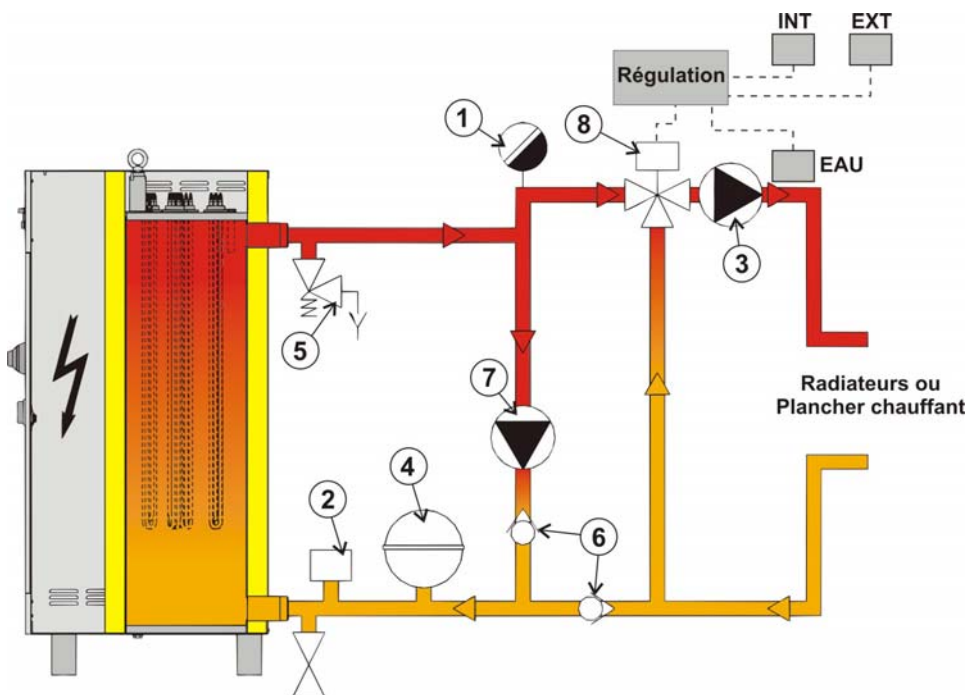 INT EXT
Régulation
1
8
EAU
3
5
Radiateurs ou
Plancher chauffant
7
4
2
6